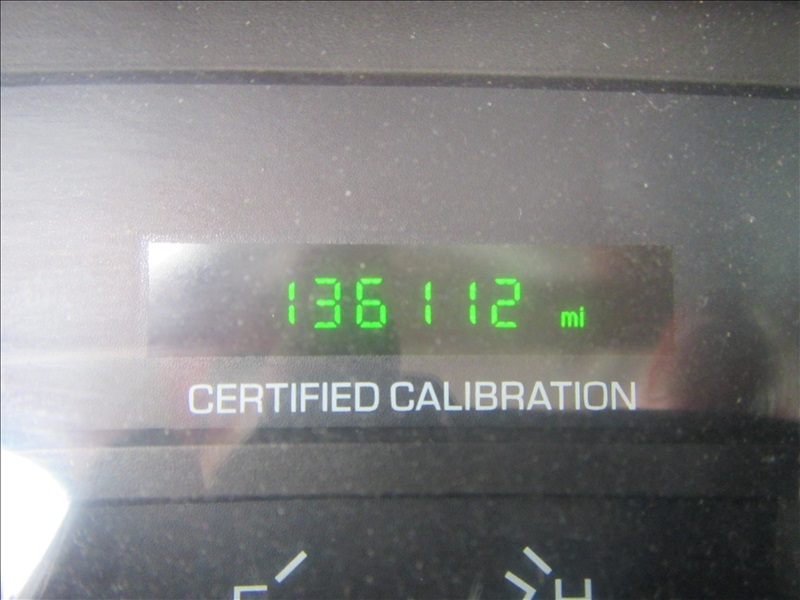 136112 mi
CERTIFIED CALIBRATION
H